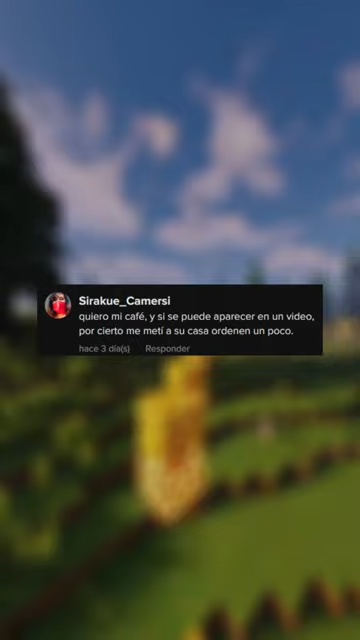 Sirakue_Camersi
quiero mi café, y si se puede aparecer en un video,
por cierto me metí a su casa ordenen un poco.
hace 3 día(s) Responder